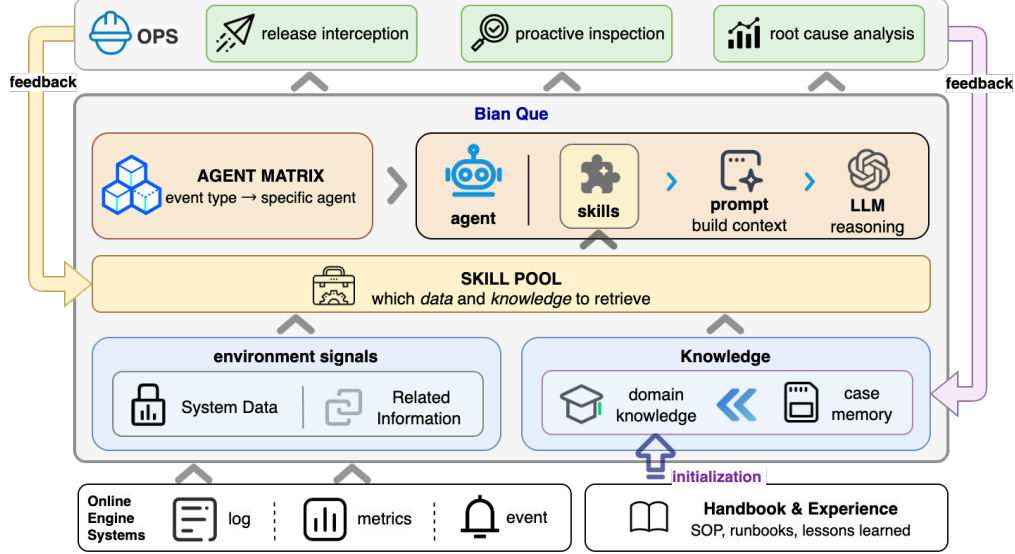 OPS
release interception
proactive inspection
root cause analysis
feedback
feedback
Bian Que
AGENT MATRIX
event type → specific agent
agent
skills
prompt
build context
LLM
reasoning
SKILL POOL
which data and knowledge to retrieve
environment signals
System Data
Related
Information
Knowledge
domain
knowledge
case
memory
initialization
Online
Engine
Systems
log
metrics
event
Handbook & Experience
SOP, runbooks, lessons learned